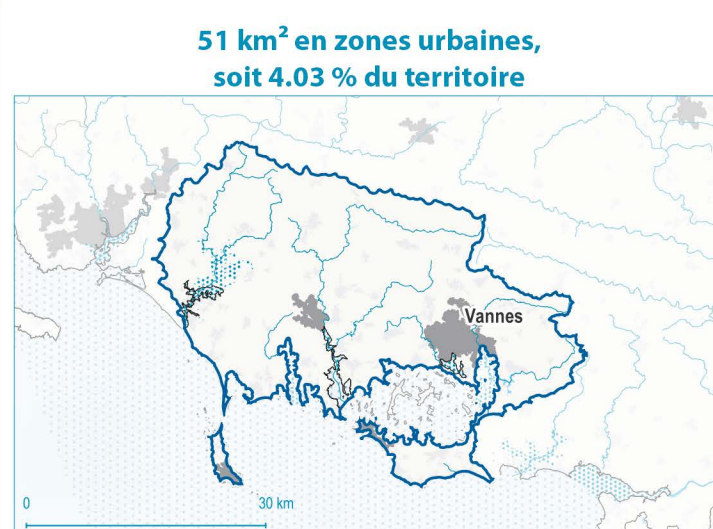 51 km² en zones urbaines,
soit 4.03 % du territoire
Vannes
0 30 km